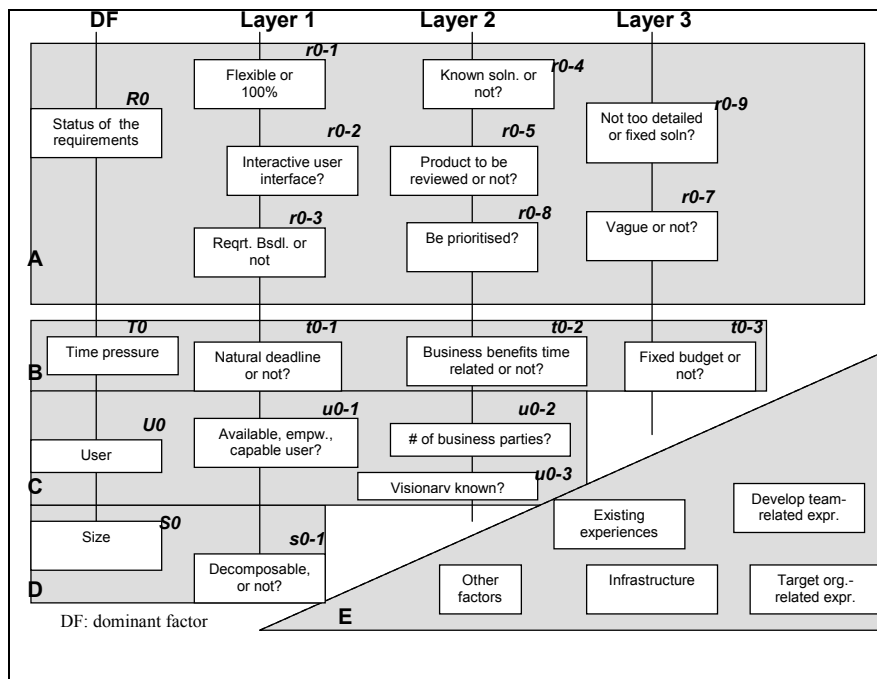 DF Layer 1 Layer 2 Layer 3
r0-1
Flexible or
100%
r0-4
Known soln. or
not?
R0
Status of the
requirements
r0-9
Not too detailed
or fixed soln?
r0-2
Interactive user
interface?
r0-5
Product to be
reviewed or not?
r0-3
Reqrt. Bsdl. or
not
r0-8
Be prioritised?
r0-7
Vague or not?
A
T0
Time pressure
t0-1
Natural deadline
or not?
t0-2
Business benefits time
related or not?
t0-3
Fixed budget or
not?
B
U0
User
u0-1
Available, empw.,
capable user?
u0-2
# of business parties?
u0-3
Visionarv known?
C
S0
Size
s0-1
Decomposable,
or not?
D
Existing
experiences
Develop team-
related expr.
Other
factors
Infrastructure
Target org.-
related expr.
E
DF: dominant factor